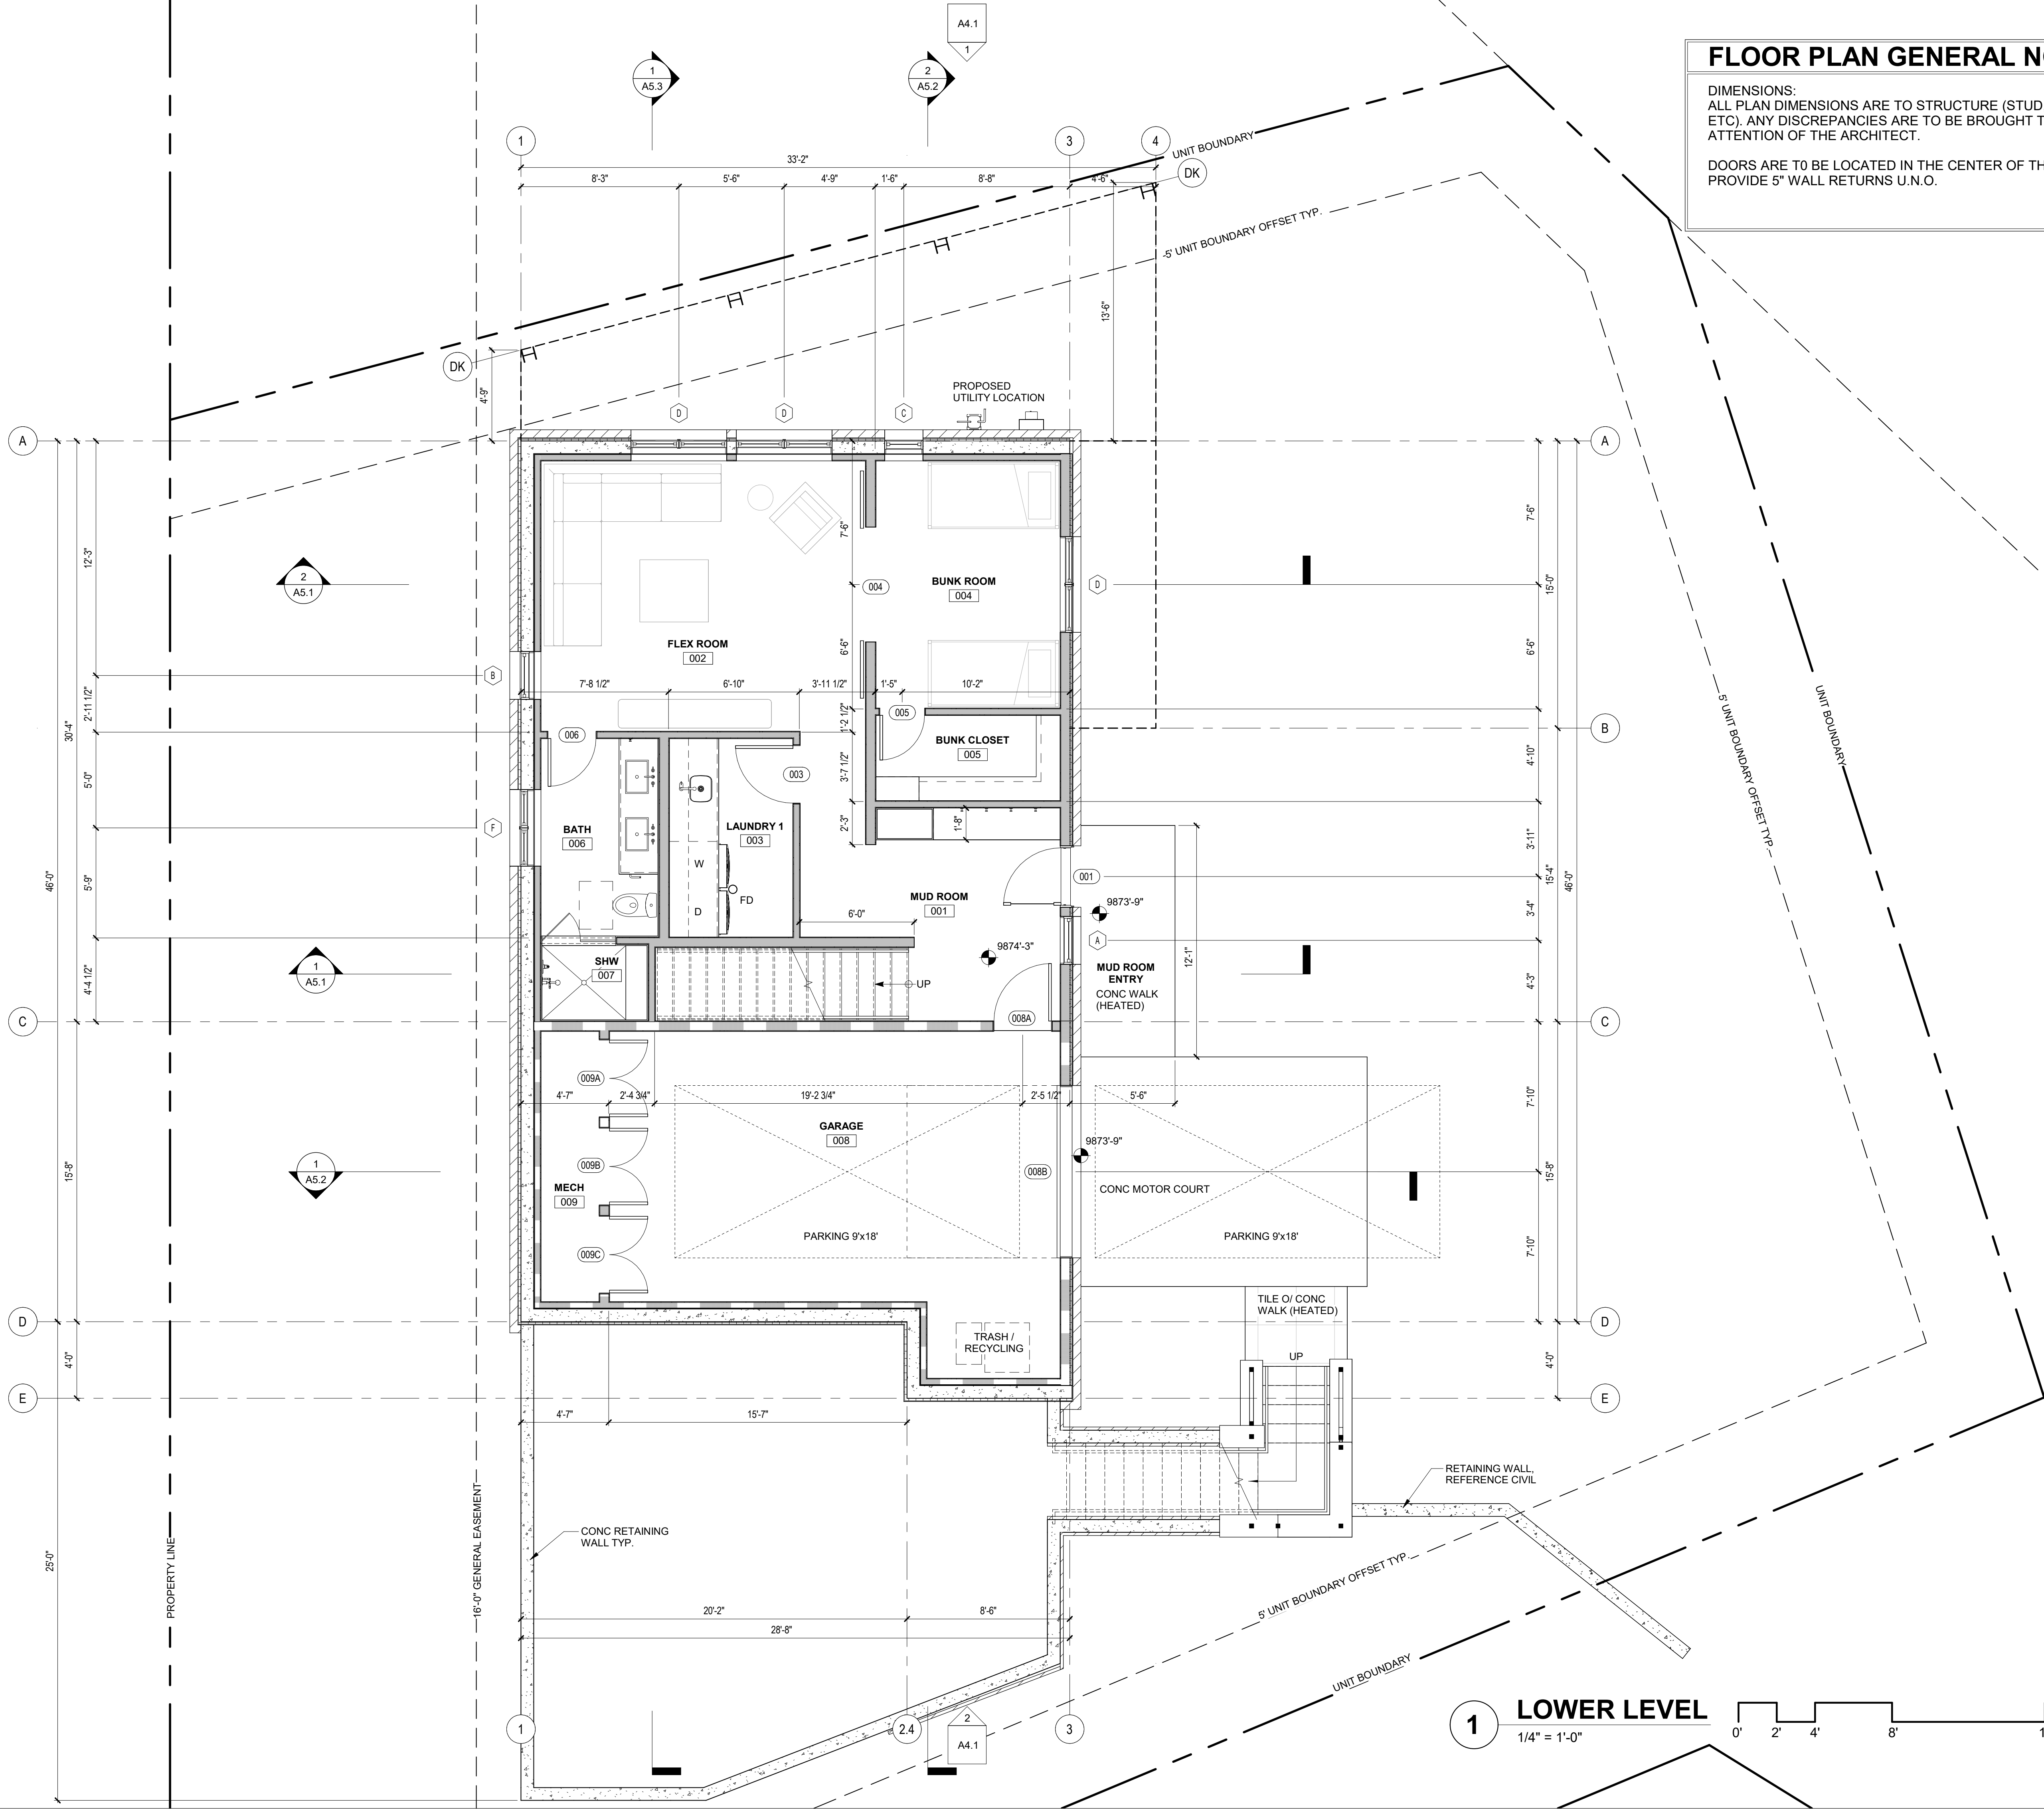 A4.1
1
1
A5.3
2
A5.2
FLOOR PLAN GENERAL
DIMENSIONS:
ALL PLAN DIMENSIONS ARE TO STRUCTURE (STUD
ETC). ANY DISCREPANCIES ARE TO BE BROUGHT
ATTENTION OF THE ARCHITECT.
DOORS ARE T0 BE LOCATED IN THE CENTER OF
PROVIDE 5" WALL RETURNS U.N.O.
1
3
4
33'-2"
UNIT BOUNDARY
DK
8'-3"
5'-6"
4'-9"
1'-6"
8'-8"
4'-6"
5' UNIT BOUNDARY OFFSET TYP.
13'-6"
DK
4'-9"
PROPOSED
UTILITY LOCATION
D
D
C
A
A
12'-3"
7'-6"
7'-6"
2
A5.1
004
BUNK ROOM
004
D
15'-0"
FLEX ROOM
002
6'-6"
6'-6"
B
7'-8 1/2"
6'-10"
3'-11 1/2"
1'-5"
10'-2"
2'-11 1/2"
30'-4"
1'-2 1/2"
005
006
BUNK CLOSET
005
B
4'-10"
003
3'-7 1/2"
5'-0"
5' UNIT BOUNDARY OFFSET TYP.
UNIT BOUNDARY
F
BATH
006
LAUNDRY 1
003
2'-3"
1'-8"
3'-11"
46'-0"
W
5'-9"
001
15'-4"
46'-0"
MUD ROOM
001
FD
D
6'-0"
9873'-9"
3'-4"
9874'-3"
A
12'-1"
1
A5.1
SHW
007
MUD ROOM
ENTRY
CONC WALK
(HEATED)
4'-4 1/2"
4'-3"
UP
C
008A
C
009A
4'-7"
2'-4 3/4"
19'-2 3/4"
2'-5 1/2"
5'-6"
7'-10"
GARAGE
008
9873'-9"
1
A5.2
15'-8"
009B
008B
15'-8"
MECH
009
CONC MOTOR COURT
PARKING 9'x18'
PARKING 9'x18'
009C
7'-10"
TILE O/ CONC
WALK (HEATED)
D
D
TRASH /
RECYCLING
UP
4'-0"
4'-0"
E
E
4'-7"
15'-7"
RETAINING WALL,
REFERENCE CIVIL
PROPERTY LINE
16'-0" GENERAL EASEMENT
CONC RETAINING
WALL TYP.
25'-0"
5' UNIT BOUNDARY OFFSET TYP.
20'-2"
8'-6"
28'-8"
UNIT BOUNDARY
1
2.4
2
A4.1
3
1
LOWER LEVEL
1/4" = 1'-0"
0'
2'
4'
8'